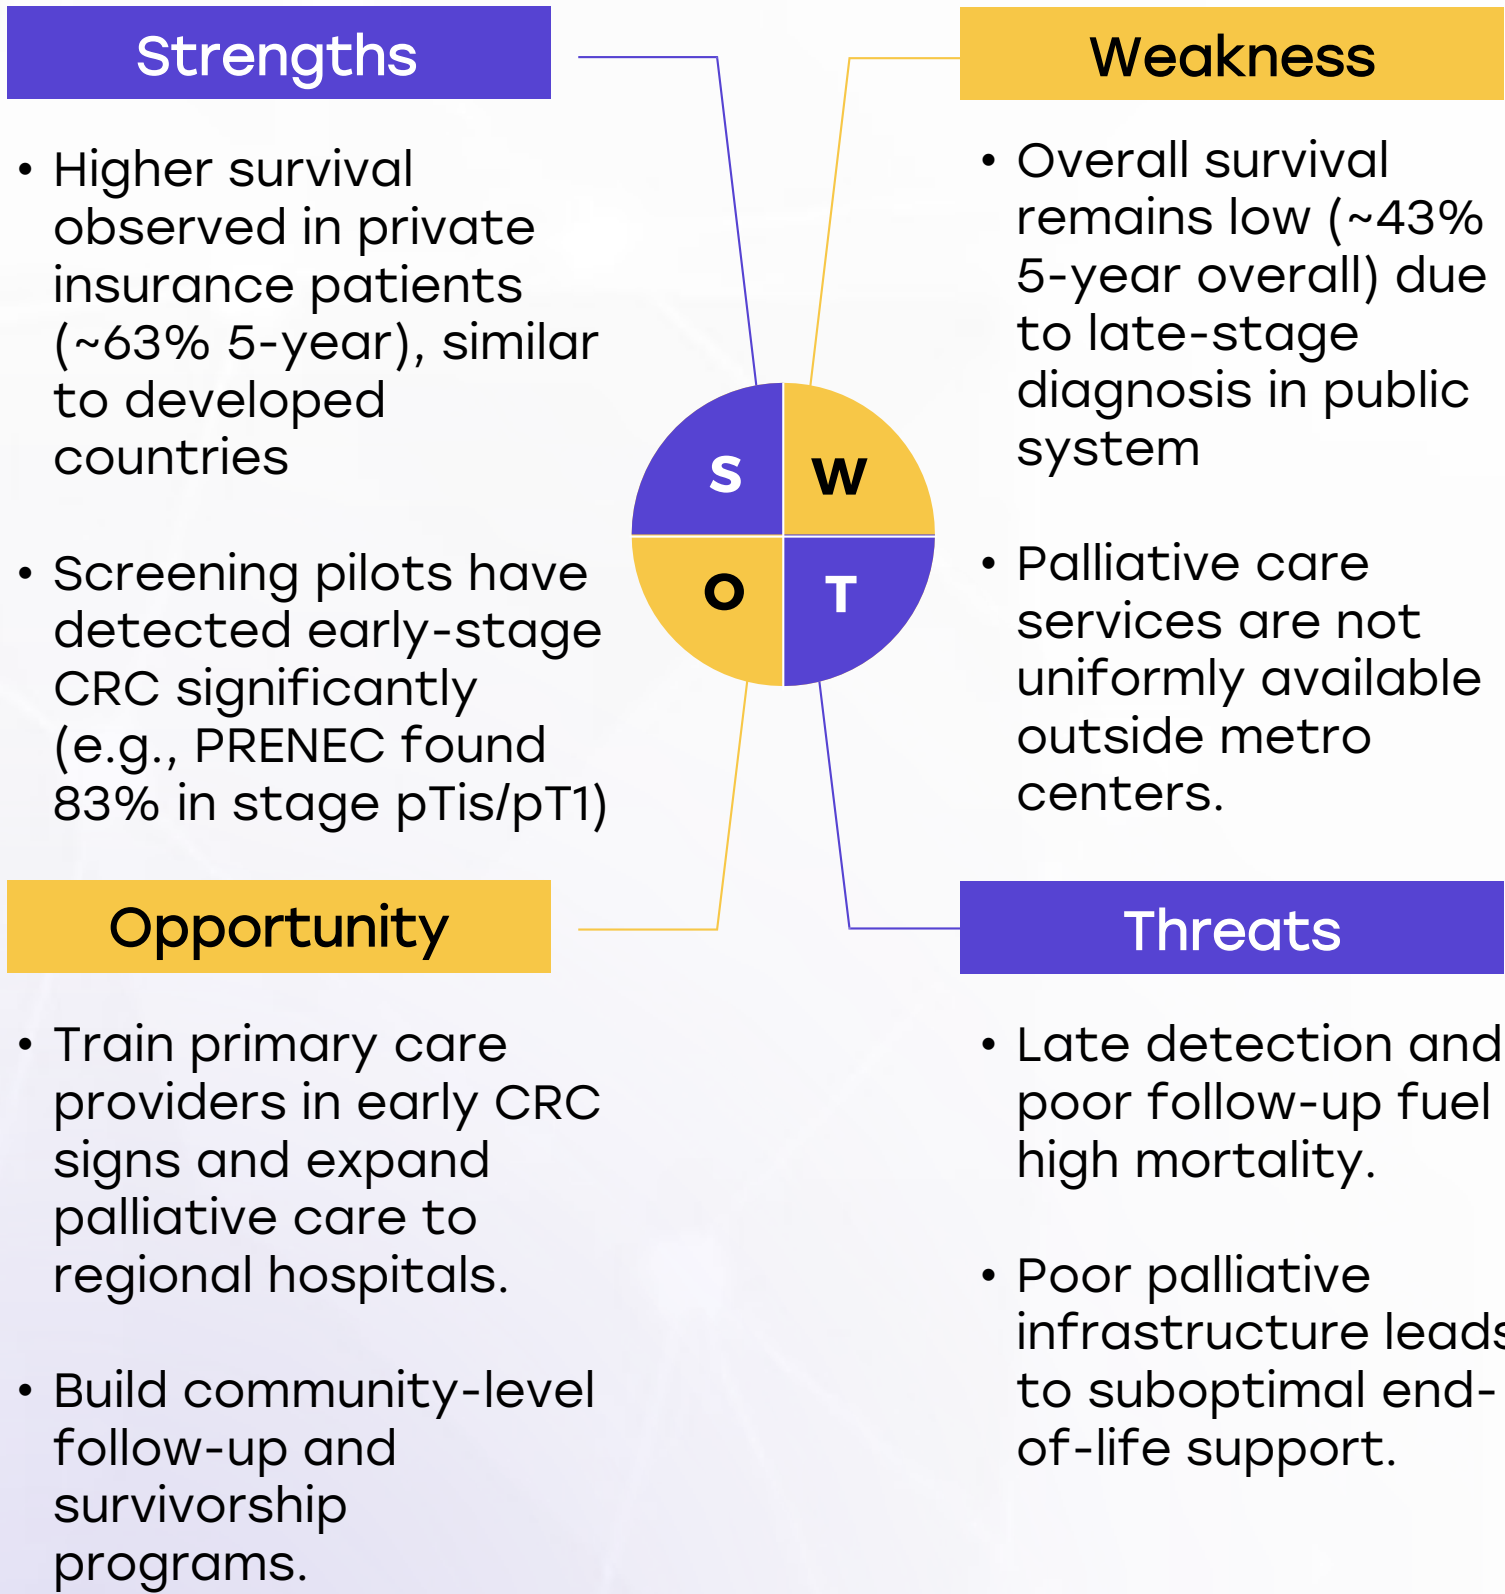 Strengths
• Higher survival
observed in private
insurance patients
(~63% 5-year), similar
to developed
countries
• Screening pilots have
detected early-stage
CRC significantly
(e.g., PRENEC found
83% in stage pTis/pT1)
Weakness
• Overall survival
remains low (~43%
5-year overall) due
to late-stage
diagnosis in public
system
• Palliative care
services are not
uniformly available
outside metro
centers.
S
W
O
T
Opportunity
• Train primary care
providers in early CRC
signs and expand
palliative care to
regional hospitals.
• Build community-level
follow-up and
survivorship
programs.
Threats
• Late detection and
poor follow-up fuel
high mortality.
• Poor palliative
infrastructure leads
to suboptimal end-
of-life support.